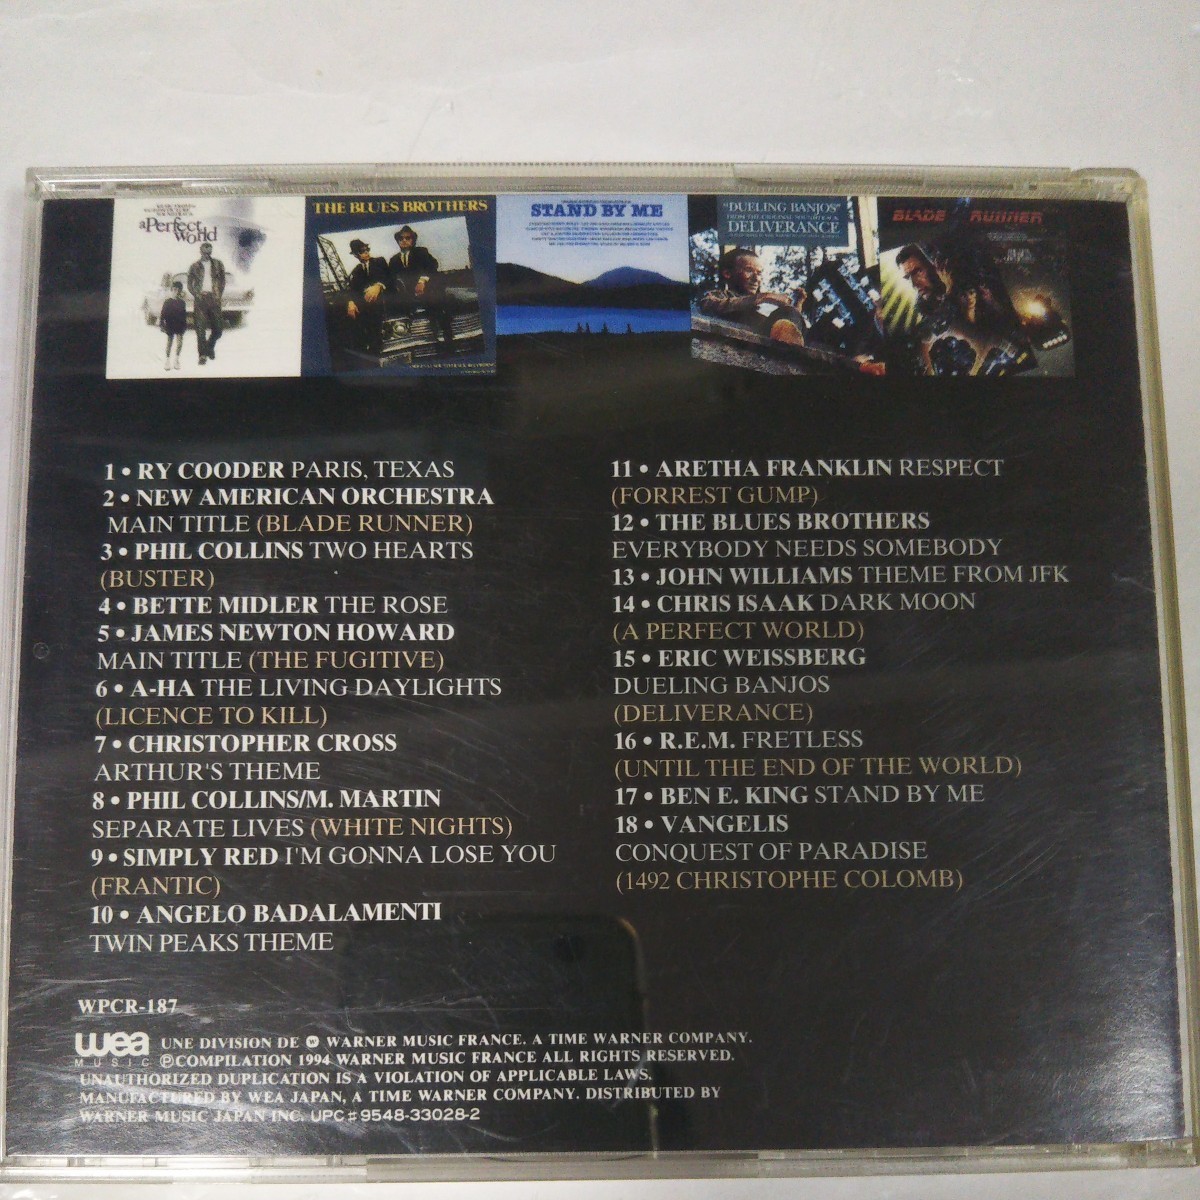 a Perfect
World
THE BLUES BROTHERS
STAND BY ME
"DUELING BANJOS"
FROM THE ORIGINAL SOUNDTRACK
DELIVERANCE
BLADE RUNNER
1 • RY COODER PARIS, TEXAS
2 • NEW AMERICAN ORCHESTRA
MAIN TITLE (BLADE RUNNER)
3 • PHIL COLLINS TWO HEARTS
(BUSTER)
4 • BETTE MIDLER THE ROSE
5 • JAMES NEWTON HOWARD
MAIN TITLE (THE FUGITIVE)
6 • A-HA THE LIVING DAYLIGHTS
(LICENCE TO KILL)
7 • CHRISTOPHER CROSS
ARTHUR'S THEME
8 • PHIL COLLINS/M. MARTIN
SEPARATE LIVES (WHITE NIGHTS)
9 • SIMPLY RED I'M GONNA LOSE YOU
(FRANTIC)
10 • ANGELO BADALAMENTI
TWIN PEAKS THEME
11 • ARETHA FRANKLIN RESPECT
(FORREST GUMP)
12 • THE BLUES BROTHERS
EVERYBODY NEEDS SOMEBODY
13 • JOHN WILLIAMS THEME FROM JFK
14 • CHRIS ISAAK DARK MOON
(A PERFECT WORLD)
15 • ERIC WEISSBERG
DUELING BANJOS
(DELIVERANCE)
16 • R.E.M. FRETLESS
(UNTIL THE END OF THE WORLD)
17 • BEN E. KING STAND BY ME
18 • VANGELIS
CONQUEST OF PARADISE
(1492 CHRISTOPHE COLOMB)
WPCR-187
wea
MUSIC
UNE DIVISION DE WARNER MUSIC FRANCE. A TIME WARNER COMPANY.
℗COMPILATION 1994 WARNER MUSIC FRANCE ALL RIGHTS RESERVED.
UNAUTHORIZED DUPLICATION IS A VIOLATION OF APPLICABLE LAWS.
MANUFACTURED BY WEA JAPAN, A TIME WARNER COMPANY. DISTRIBUTED BY
WARNER MUSIC JAPAN INC. UPC♯9548-33028-2